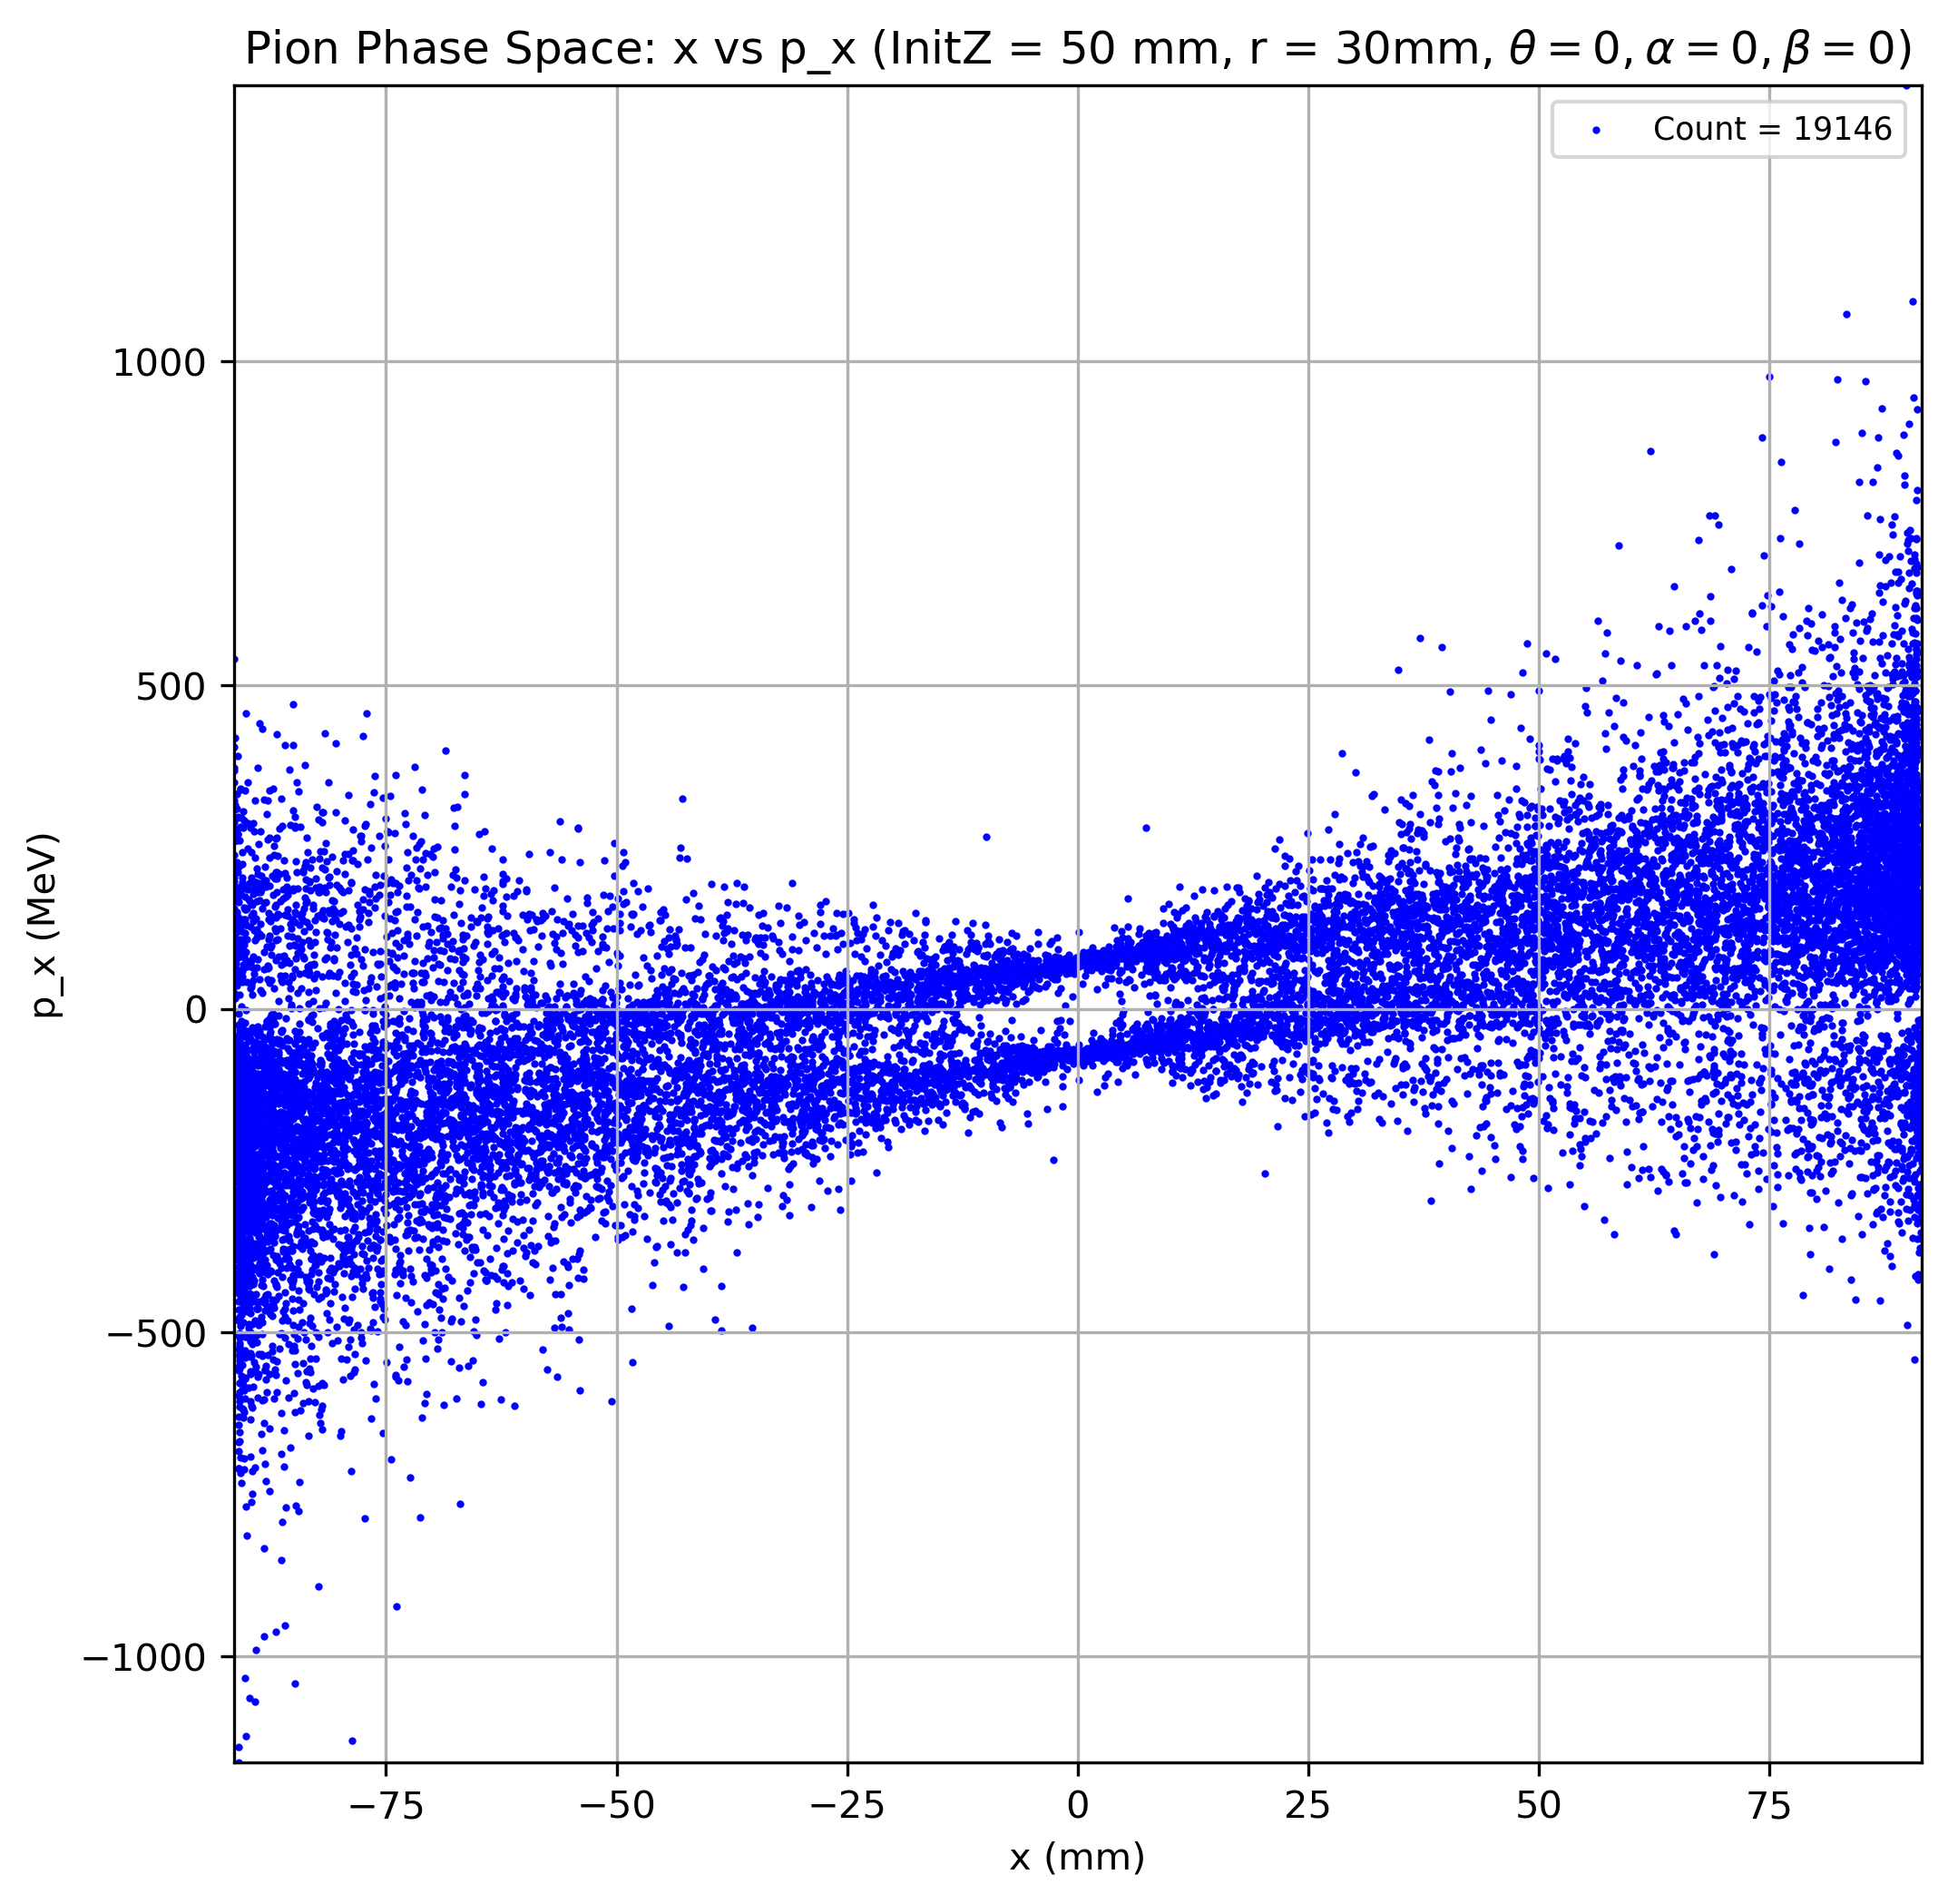 Pion Phase Space: x vs p_x (InitZ = 50 mm, r = 30mm, θ = 0, α = 0, β = 0)
Count = 19146
1000
500
0
−500
−1000
p_x (MeV)
−75 −50 −25 0 25 50 75
x (mm)